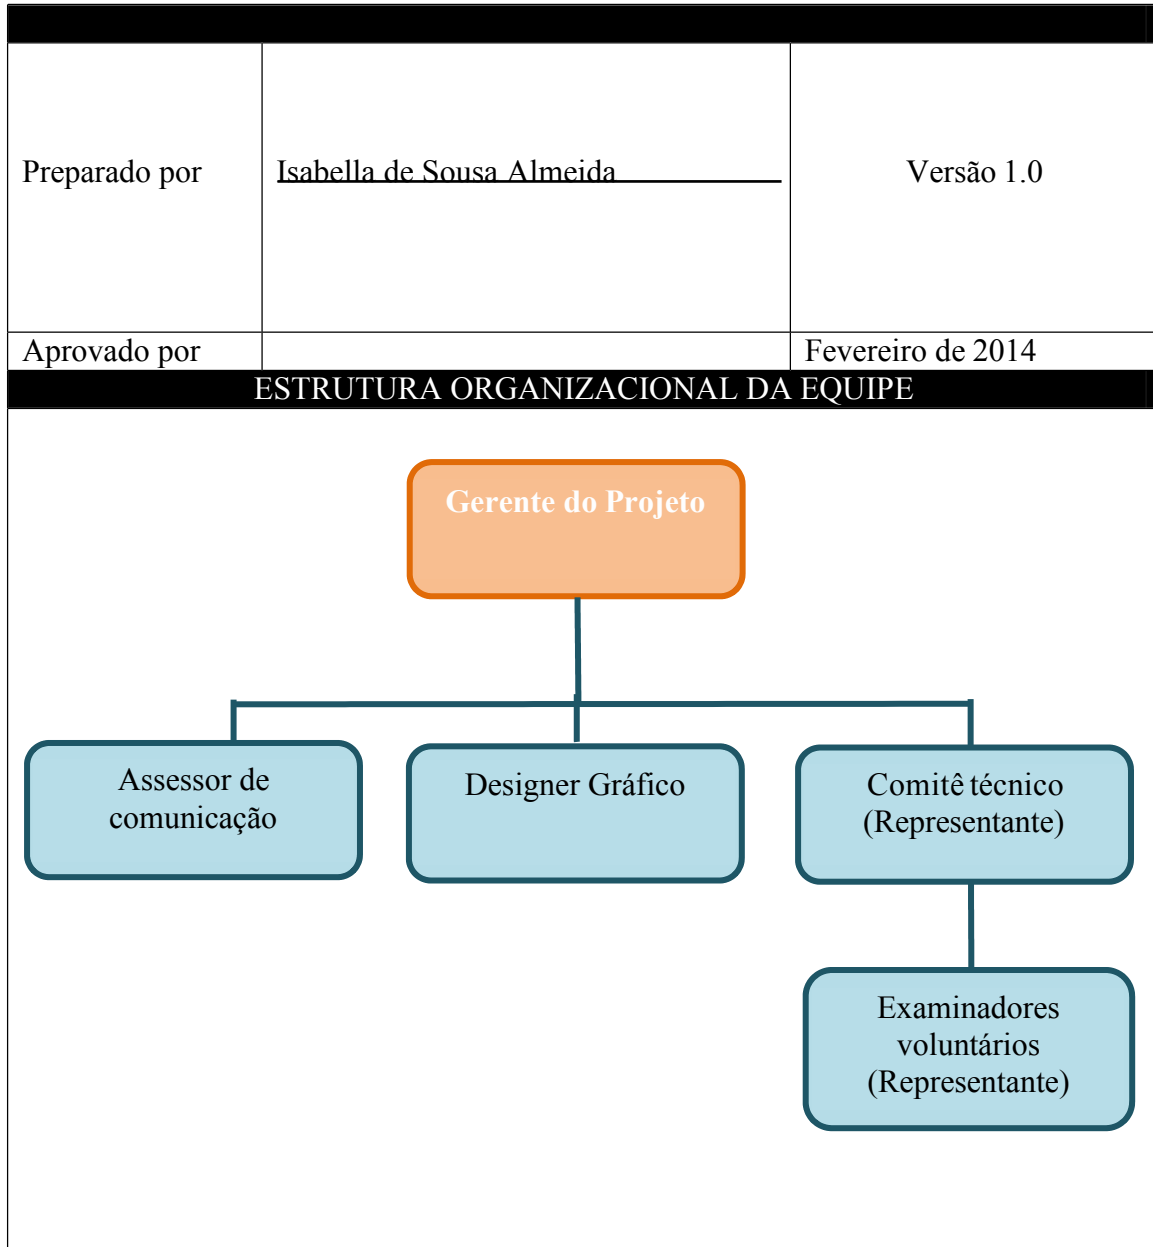 Preparado por
Isabella de Sousa Almeida
Versão 1.0
Aprovado por
Fevereiro de 2014
ESTRUTURA ORGANIZACIONAL DA EQUIPE
Gerente do Projeto
Assessor de
comunicação
Designer Gráfico
Comitê técnico
(Representante)
Examinadores
voluntários
(Representante)